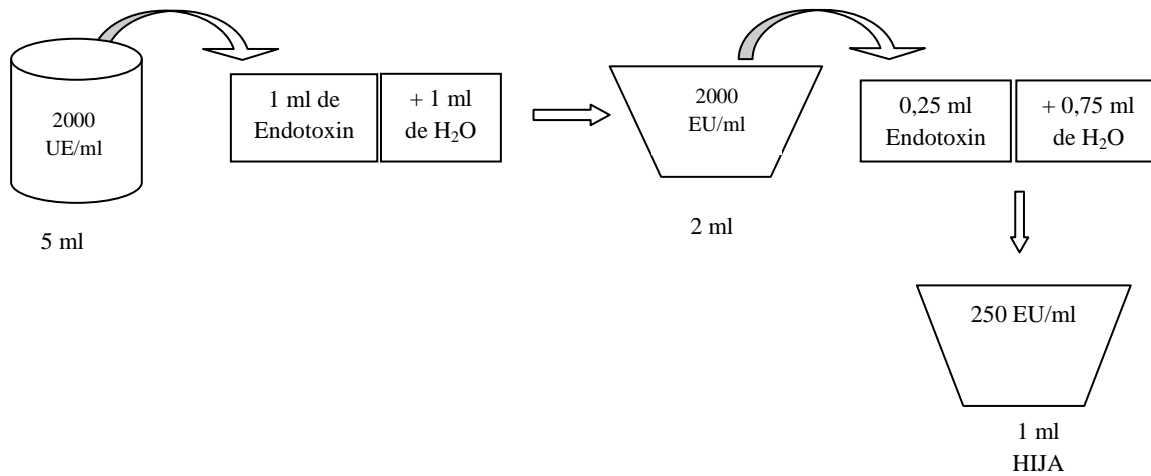 2000
UE/ml
5 ml
1 ml de
Endotoxin
+ 1 ml
de H₂O
2000
EU/ml
2 ml
0,25 ml
Endotoxin
+ 0,75 ml
de H₂O
250 EU/ml
1 ml
HIJA